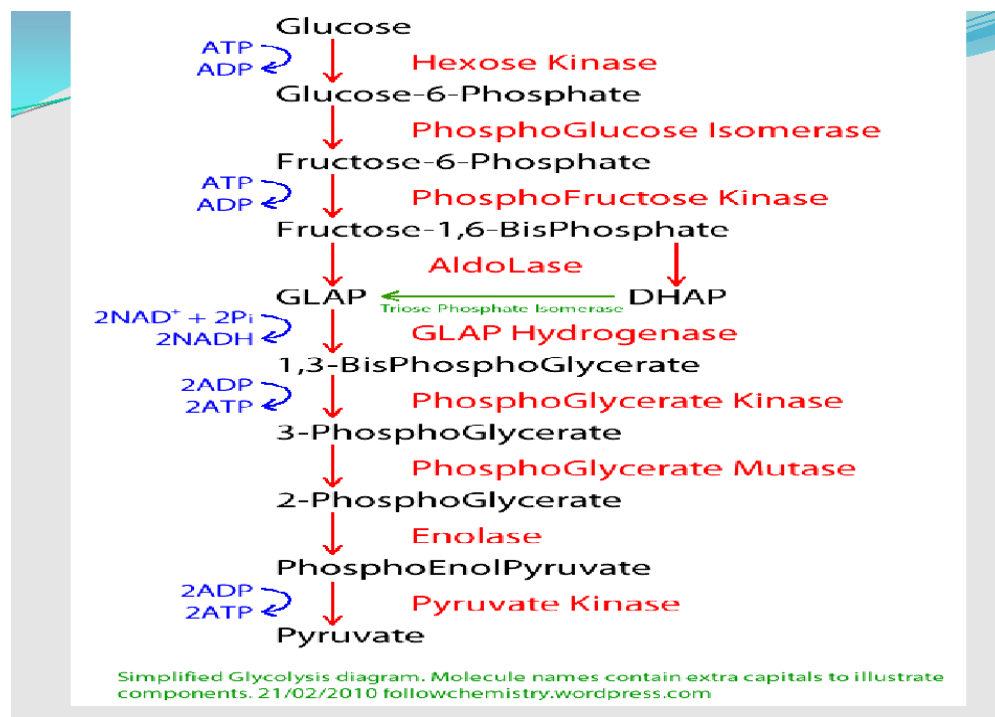 Glucose
ATP
ADP
Hexose Kinase
Glucose-6-Phosphate
PhosphoGlucose Isomerase
Fructose-6-Phosphate
ATP
ADP
PhosphoFructose Kinase
Fructose-1,6-BisPhosphate
AldoLase
GLAP
DHAP
Triose Phosphate Isomerase
2NAD⁺ + 2Pi
2NADH
GLAP Hydrogenase
1,3-BisPhosphoGlycerate
2ADP
2ATP
PhosphoGlycerate Kinase
3-PhosphoGlycerate
PhosphoGlycerate Mutase
2-PhosphoGlycerate
Enolase
PhosphoEnolPyruvate
2ADP
2ATP
Pyruvate Kinase
Pyruvate
Simplified Glycolysis diagram. Molecule names contain extra capitals to illustrate
components. 21/02/2010 followchemistry.wordpress.com